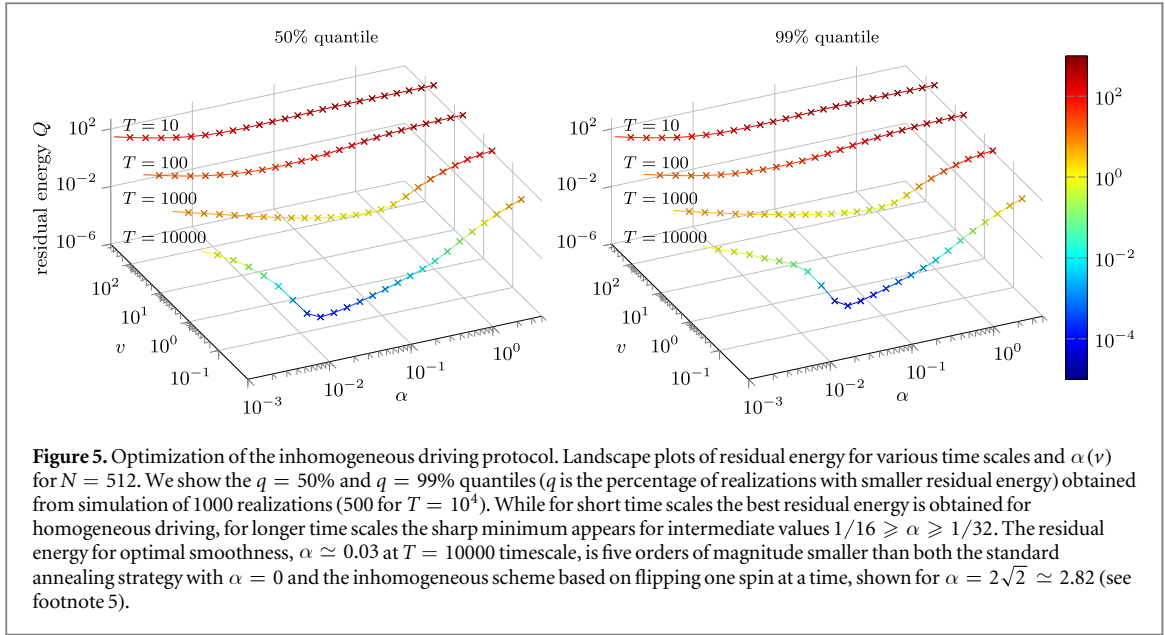 50% quantile
99% quantile
residual energy Q
10^2
10^-2
10^-6
T = 10
T = 100
T = 1000
T = 10000
10^2
10^1
10^0
10^-1
v
10^-3
10^-2
10^-1
10^0
α
10^2
10^-2
10^-6
T = 10
T = 100
T = 1000
T = 10000
10^2
10^1
10^0
10^-1
v
10^-3
10^-2
10^-1
10^0
α
10^2
10^0
10^-2
10^-4
Figure 5. Optimization of the inhomogeneous driving protocol. Landscape plots of residual energy for various time scales and α(v)
for N = 512. We show the q = 50% and q = 99% quantiles (q is the percentage of realizations with smaller residual energy) obtained
from simulation of 1000 realizations (500 for T = 10^4). While for short time scales the best residual energy is obtained for
homogeneous driving, for longer time scales the sharp minimum appears for intermediate values 1/16 ⩾ α ⩾ 1/32. The residual
energy for optimal smoothness, α ≃ 0.03 at T = 10000 timescale, is five orders of magnitude smaller than both the standard
annealing strategy with α = 0 and the inhomogeneous scheme based on flipping one spin at a time, shown for α = 2√2 ≃ 2.82 (see
footnote 5).